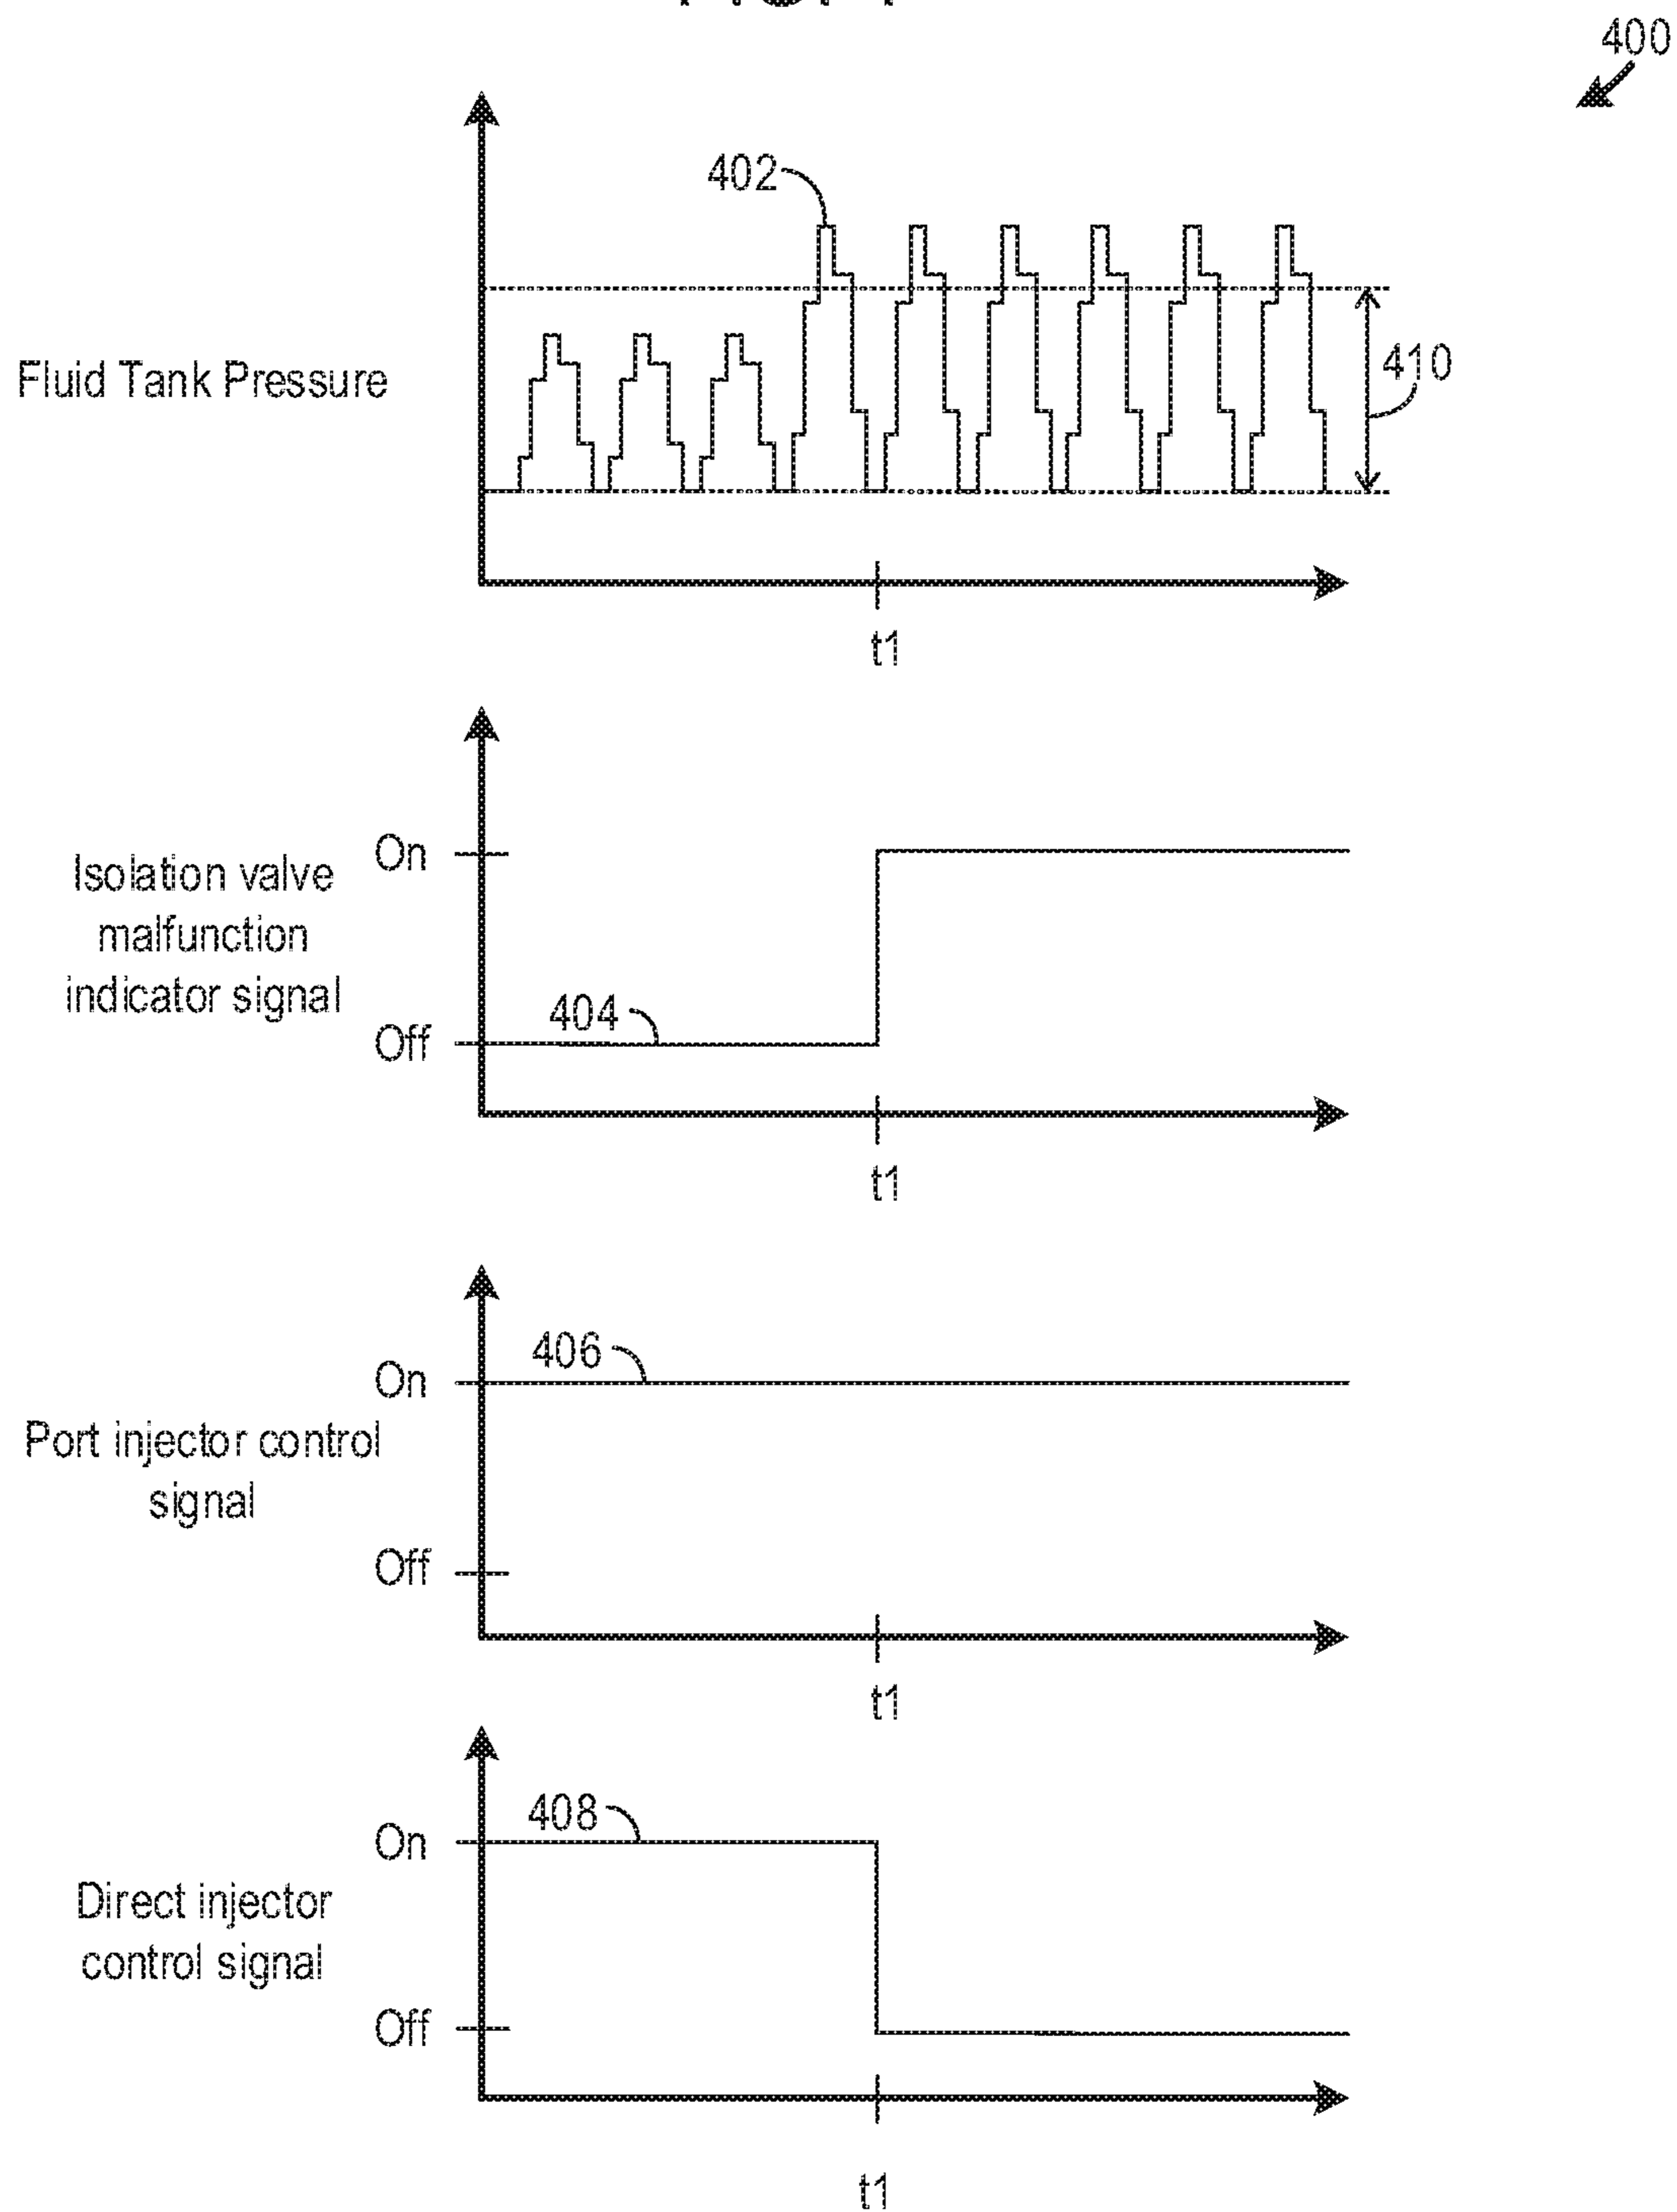 400
402
Fluid Tank Pressure
410
t1
On
Isolation valve
malfunction
indicator signal
404
Off
t1
406
On
Port injector control
signal
Off
t1
408
On
Direct injector
control signal
Off
t1